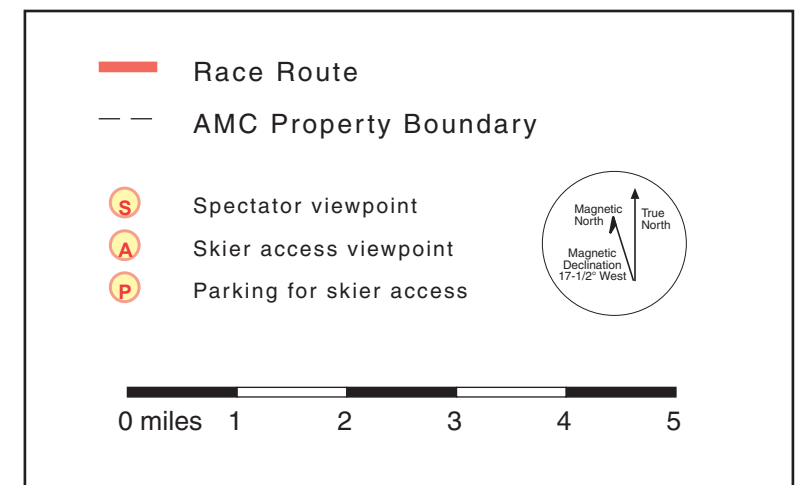 Race Route
AMC Property Boundary
S Spectator viewpoint
A Skier access viewpoint
P Parking for skier access
Magnetic
North
True
North
Magnetic
Declination
17-1/2° West
0 miles 1 2 3 4 5